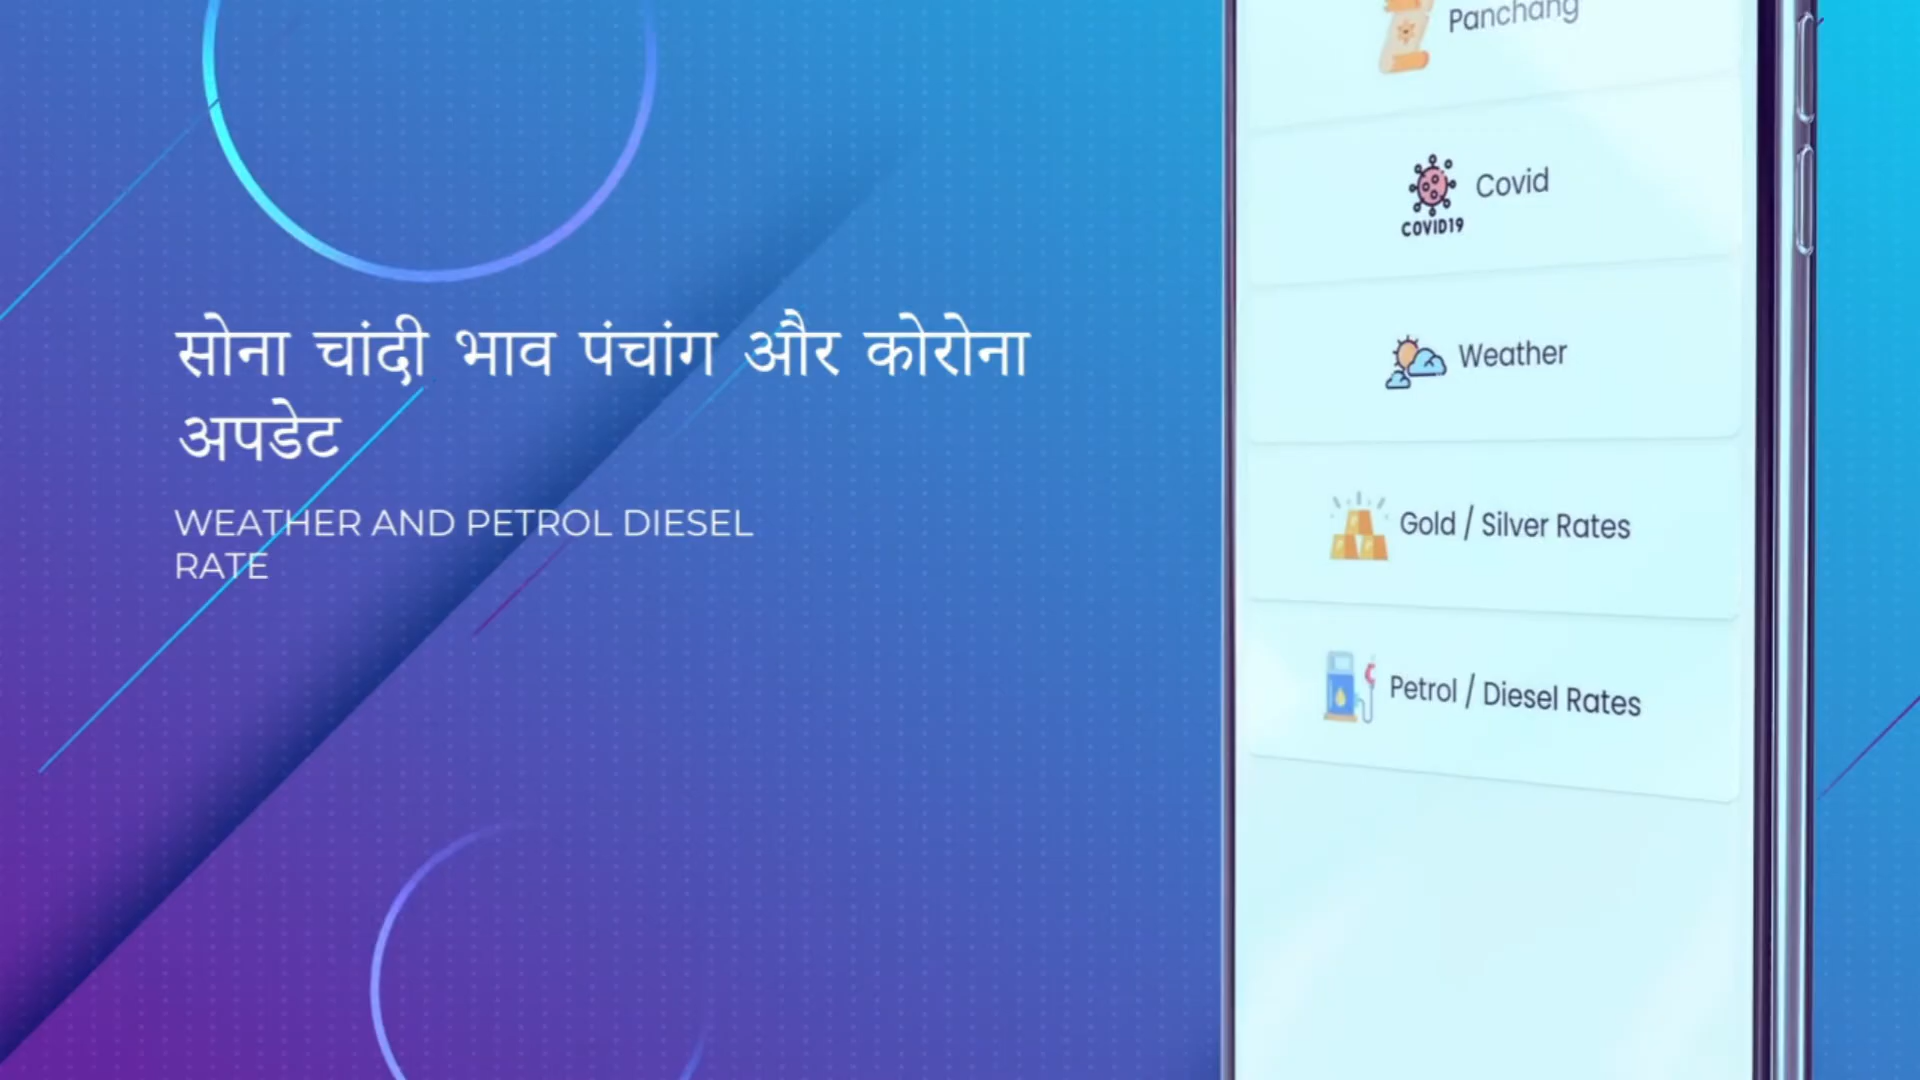 सोना चांदी भाव पंचांग और कोरोना
अपडेट
WEATHER AND PETROL DIESEL
RATE
Panchang
Covid
COVID19
Weather
Gold / Silver Rates
Petrol / Diesel Rates